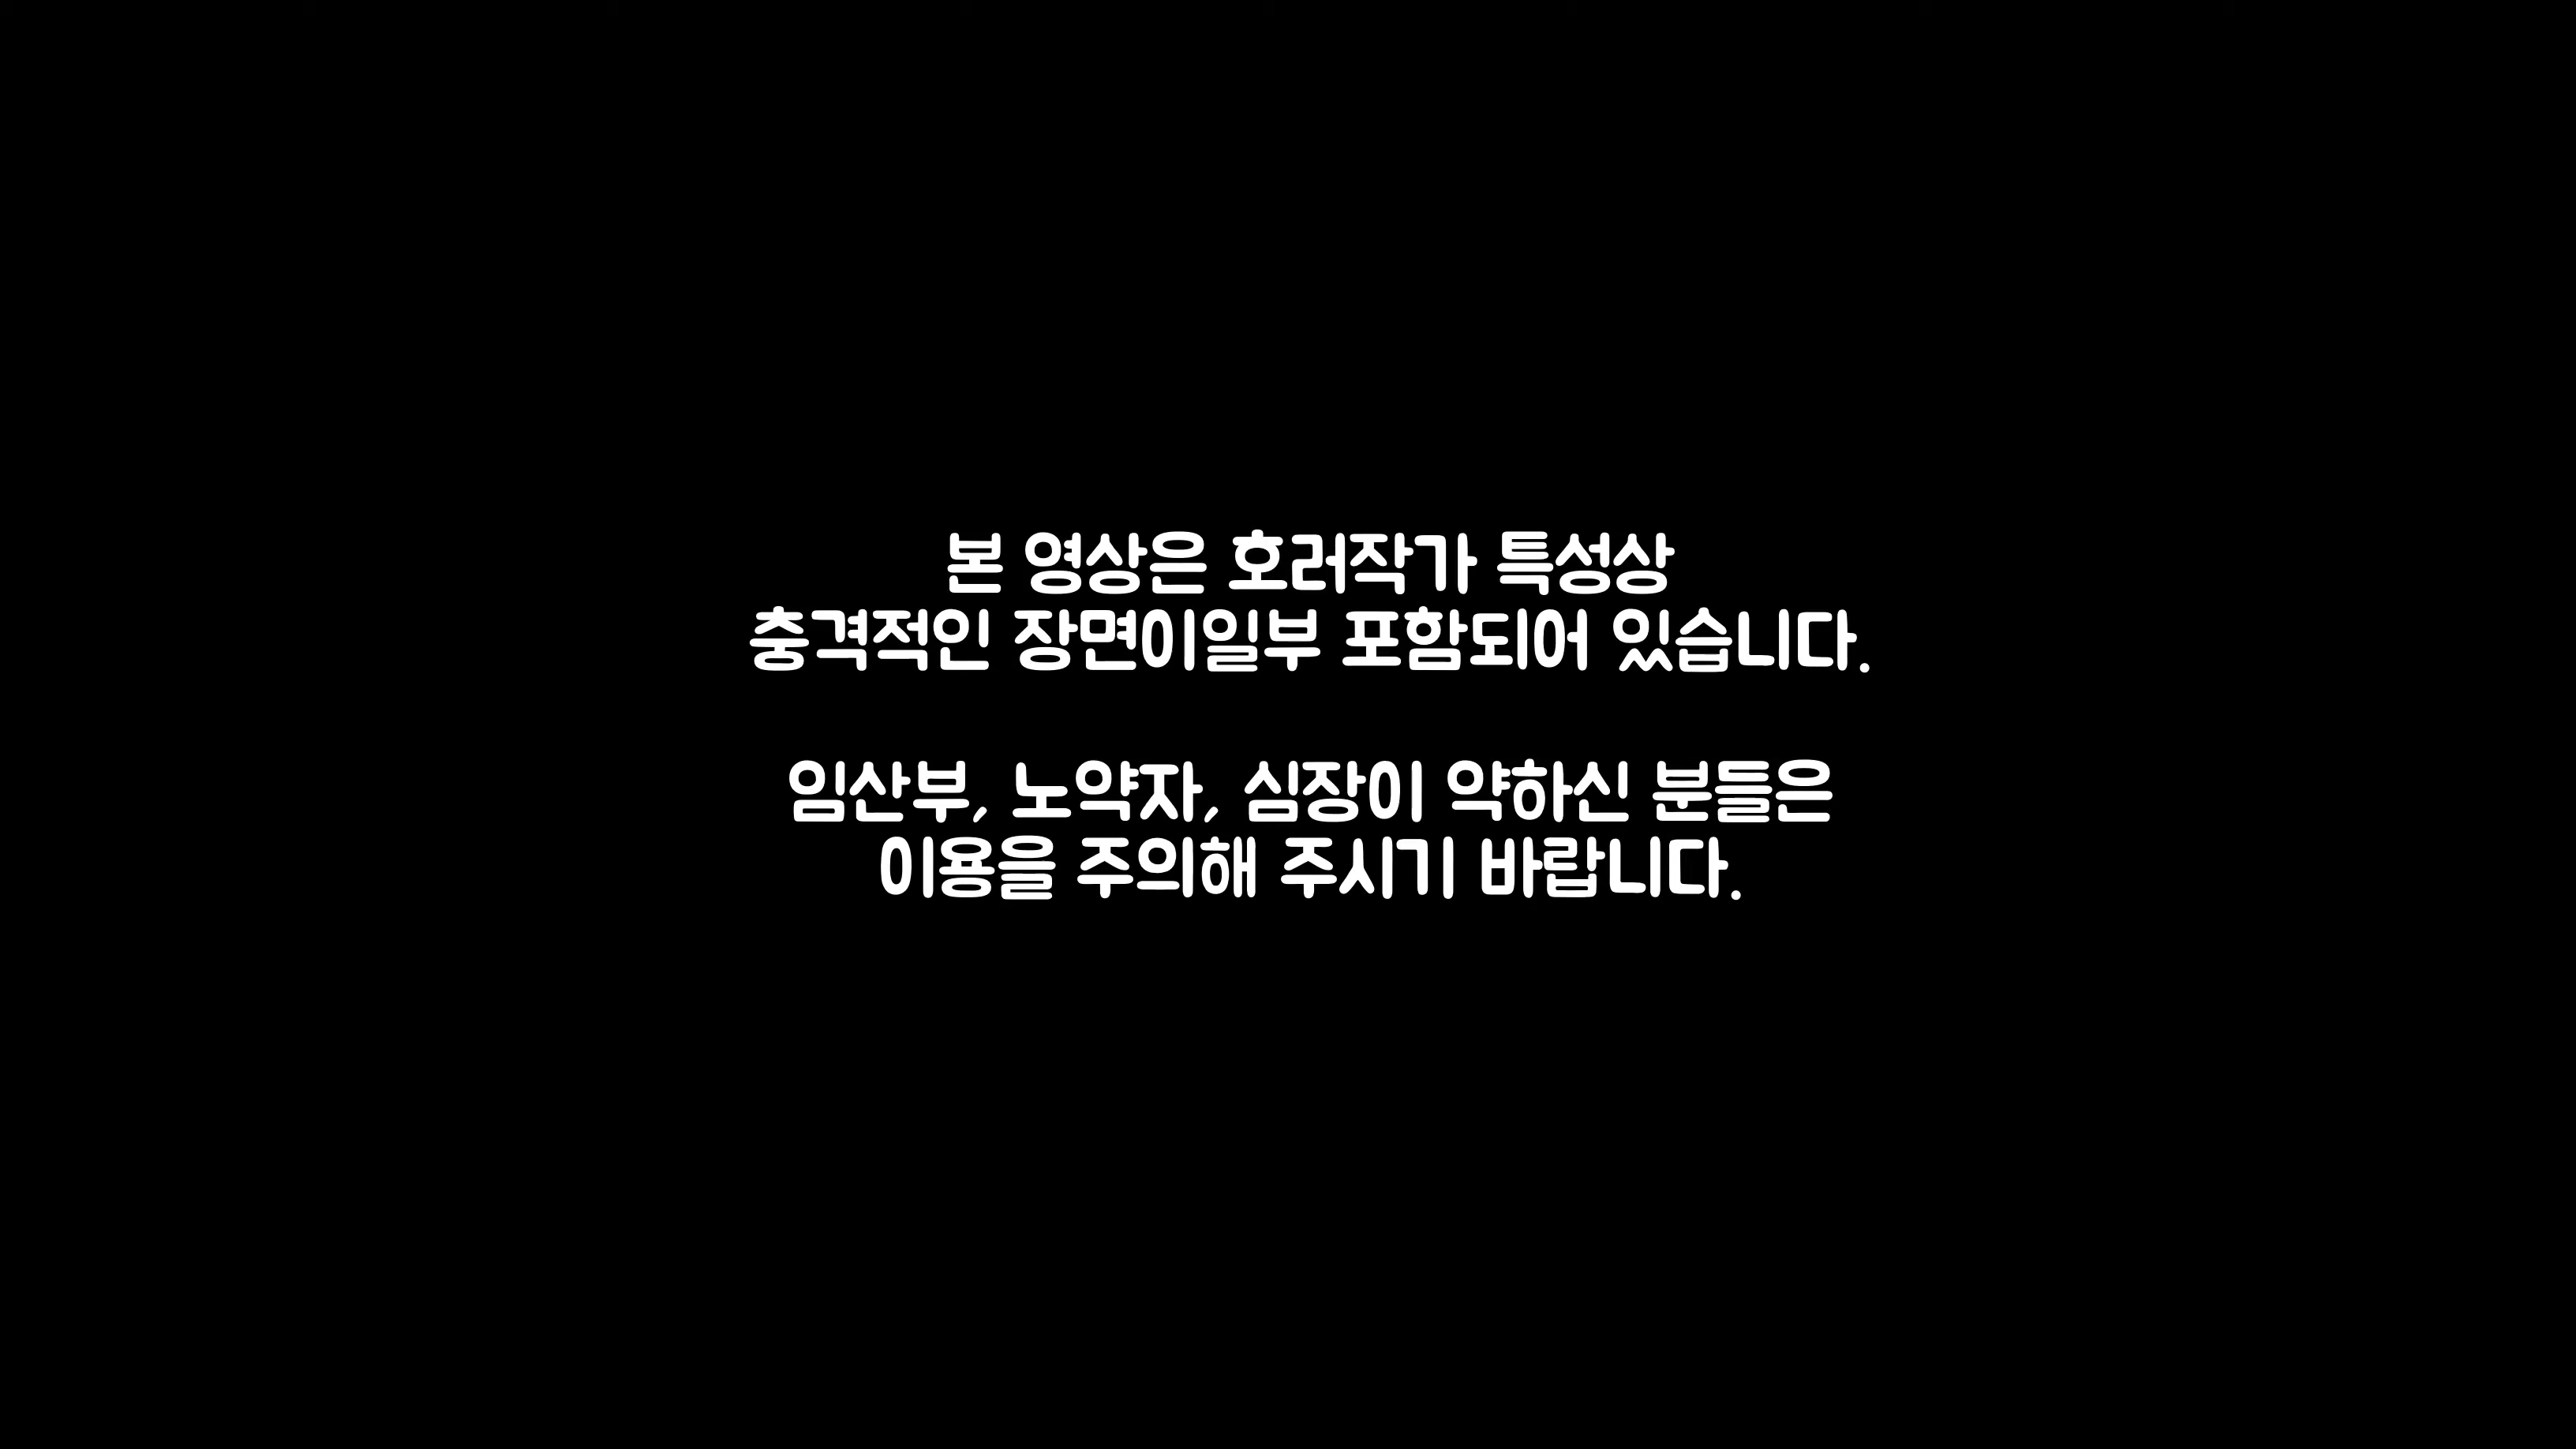 본 영상은 호러작가 특성상
충격적인 장면이일부 포함되어 있습니다.
임산부, 노약자, 심장이 약하신 분들은
이용을 주의해 주시기 바랍니다.